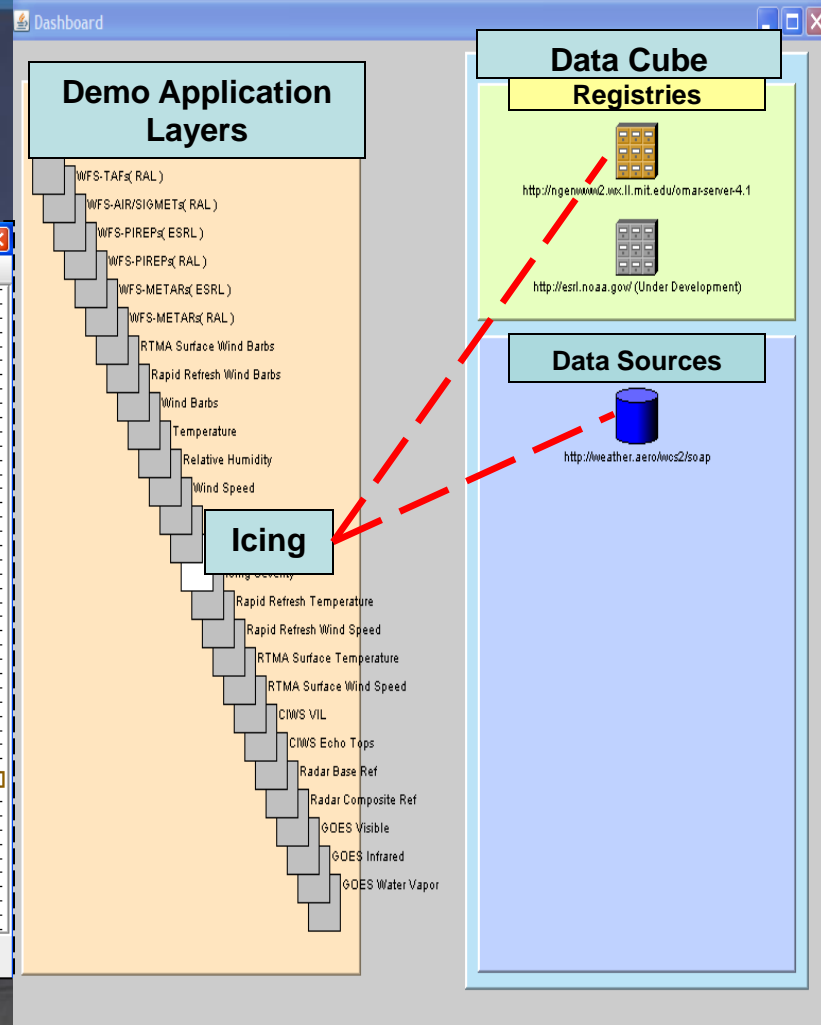 Dashboard
Demo Application
Layers
WFS-TAFs( RAL )
WFS-AIR/SIGMETs( RAL )
WFS-PIREPs( ESRL )
WFS-PIREPs( RAL )
WFS-METARs( ESRL )
WFS-METARs( RAL )
RTMA Surface Wind Barbs
Rapid Refresh Wind Barbs
Wind Barbs
Temperature
Relative Humidity
Wind Speed
Icing
Icing Severity
Rapid Refresh Temperature
Rapid Refresh Wind Speed
RTMA Surface Temperature
RTMA Surface Wind Speed
CIWS VIL
CIWS Echo Tops
Radar Base Ref
Radar Composite Ref
GOES Visible
GOES Infrared
GOES Water Vapor
Data Cube
Registries
http://ngenwww2.wx.ll.mit.edu/omar-server-4.1
http://esrl.noaa.gov/ (Under Development)
Data Sources
http://weather.aero/wcs2/soap